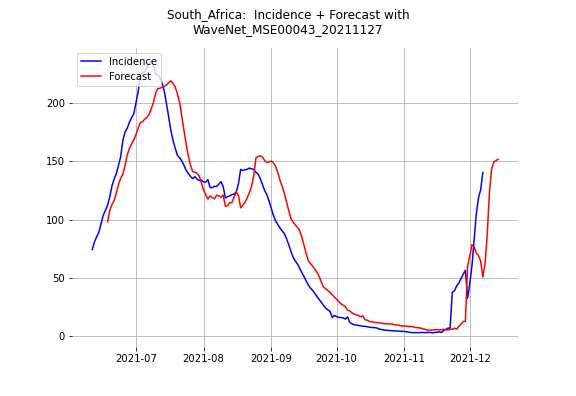 South_Africa:  Incidence + Forecast with
WaveNet_MSE00043_20211127
Incidence
Forecast
200
150
100
50
0
2021-07
2021-08
2021-09
2021-10
2021-11
2021-12